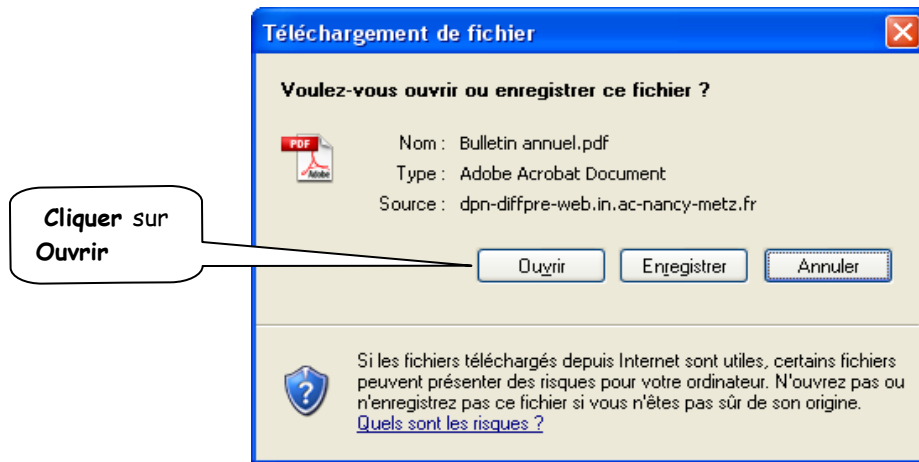 Téléchargement de fichier
Voulez-vous ouvrir ou enregistrer ce fichier ?
PDF
Adobe
Nom : Bulletin annuel.pdf
Type : Adobe Acrobat Document
Source : dpn-diffpre-web.in.ac-nancy-metz.fr
Cliquer sur
Ouvrir
Ouvrir Enregistrer Annuler
Si les fichiers téléchargés depuis Internet sont utiles, certains fichiers
peuvent présenter des risques pour votre ordinateur. N'ouvrez pas ou
n'enregistrez pas ce fichier si vous n'êtes pas sûr de son origine.
Quels sont les risques ?